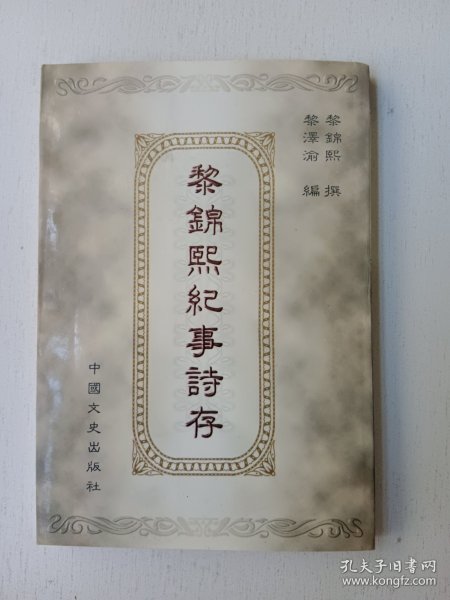 黎錦熙 撰
黎澤渝 編
黎錦熙紀事詩存
中國文史出版社
孔夫子旧书网
www.kongfz.com